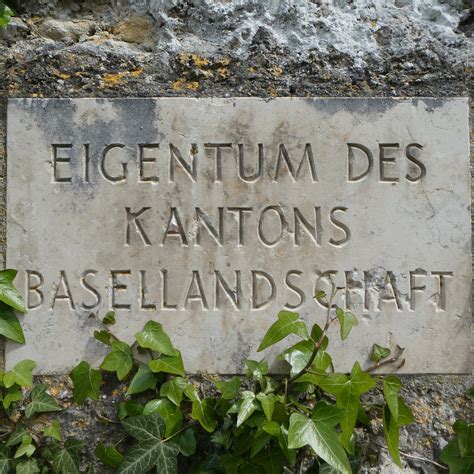 EIGENTUM DES
KANTONS
BASELLANDSCHAFT